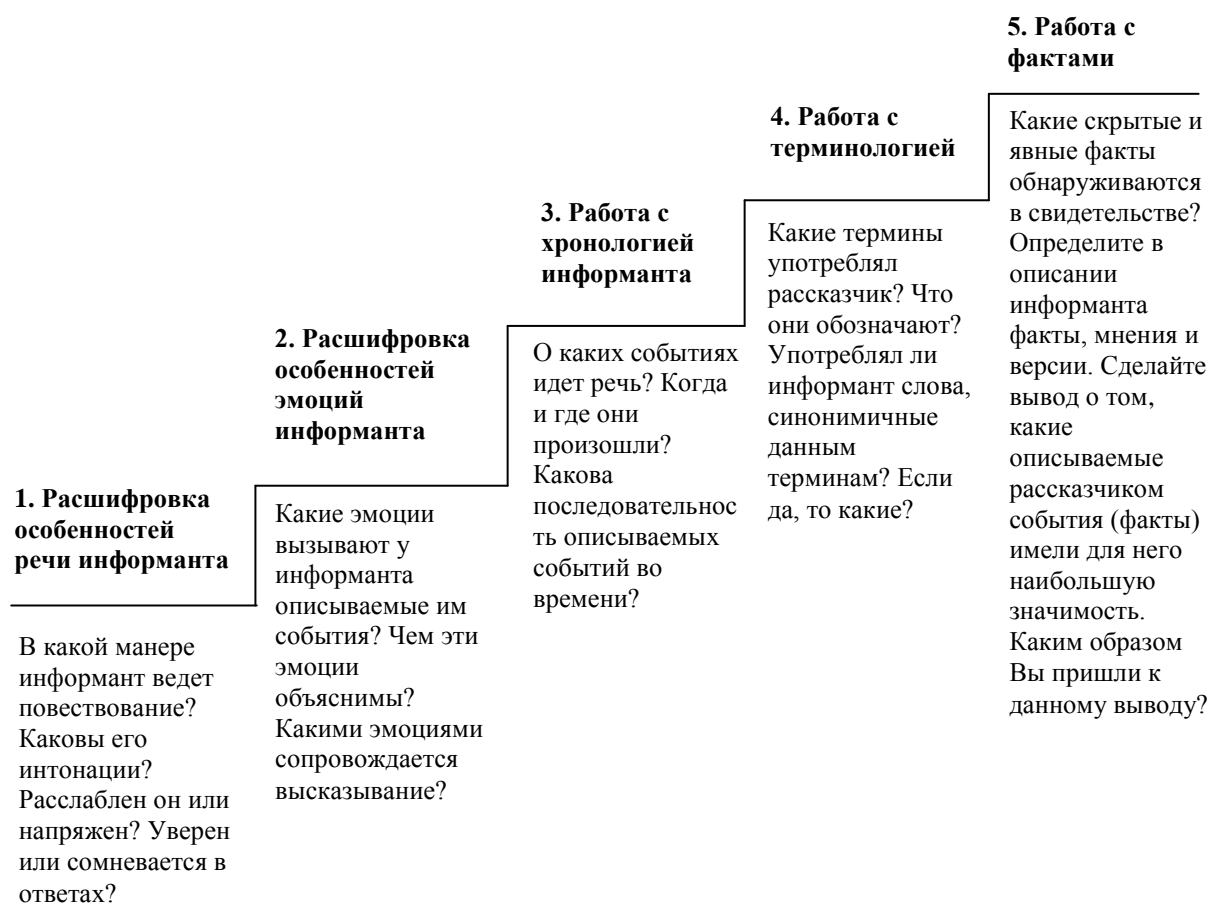 1. Расшифровка
особенностей
речи информанта
В какой манере
информант ведет
повествование?
Каковы его
интонации?
Расслаблен он или
напряжен? Уверен
или сомневается в
ответах?
2. Расшифровка
особенностей
эмоций
информанта
Какие эмоции
вызывают у
информанта
описываемые им
события? Чем эти
эмоции
объяснимы?
Какими эмоциями
сопровождается
высказывание?
3. Работа с
хронологией
информанта
О каких событиях
идет речь? Когда
и где они
произошли?
Какова
последовательнос
ть описываемых
событий во
времени?
4. Работа с
терминологией
Какие термины
употреблял
рассказчик? Что
они обозначают?
Употреблял ли
информант слова,
синонимичные
данным
терминам? Если
да, то какие?
5. Работа с
фактами
Какие скрытые и
явные факты
обнаруживаются
в свидетельстве?
Определите в
описании
информанта
факты, мнения и
версии. Сделайте
вывод о том,
какие
описываемые
рассказчиком
события (факты)
имели для него
наибольшую
значимость.
Каким образом
Вы пришли к
данному выводу?